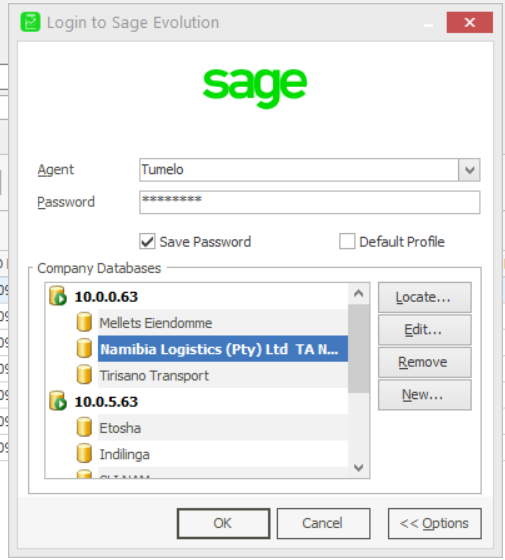 Login to Sage Evolution
sage
Agent
Tumelo
Password
********
Save Password
Default Profile
Company Databases
10.0.0.63
Mellets Eiendomme
Namibia Logistics (Pty) Ltd TA N...
Tirisano Transport
10.0.5.63
Etosha
Indilinga
Locate...
Edit...
Remove
New...
OK
Cancel
<< Options